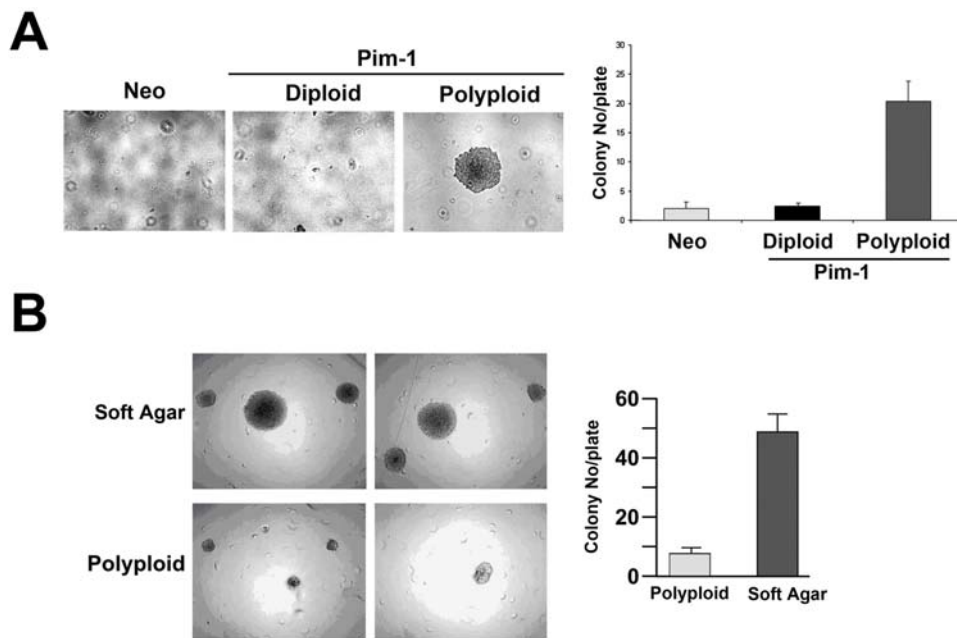 A
Pim-1
Neo
Diploid
Polyploid
Colony No/plate
30
25
20
15
10
5
0
Neo
Diploid
Polyploid
Pim-1
B
Soft Agar
Polyploid
Colony No/plate
60
40
20
0
Polyploid
Soft Agar